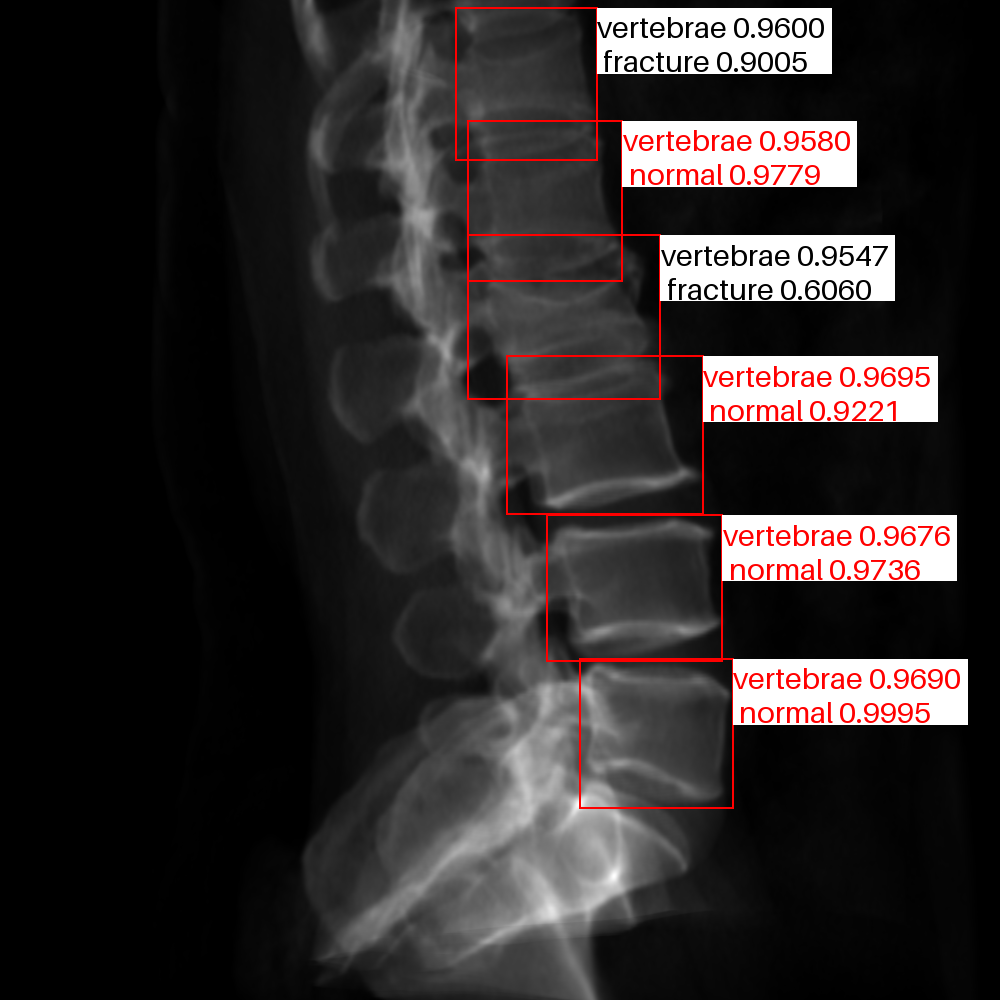 vertebrae 0.9600
fracture 0.9005
vertebrae 0.9580
normal 0.9779
vertebrae 0.9547
fracture 0.6060
vertebrae 0.9695
normal 0.9221
vertebrae 0.9676
normal 0.9736
vertebrae 0.9690
normal 0.9995